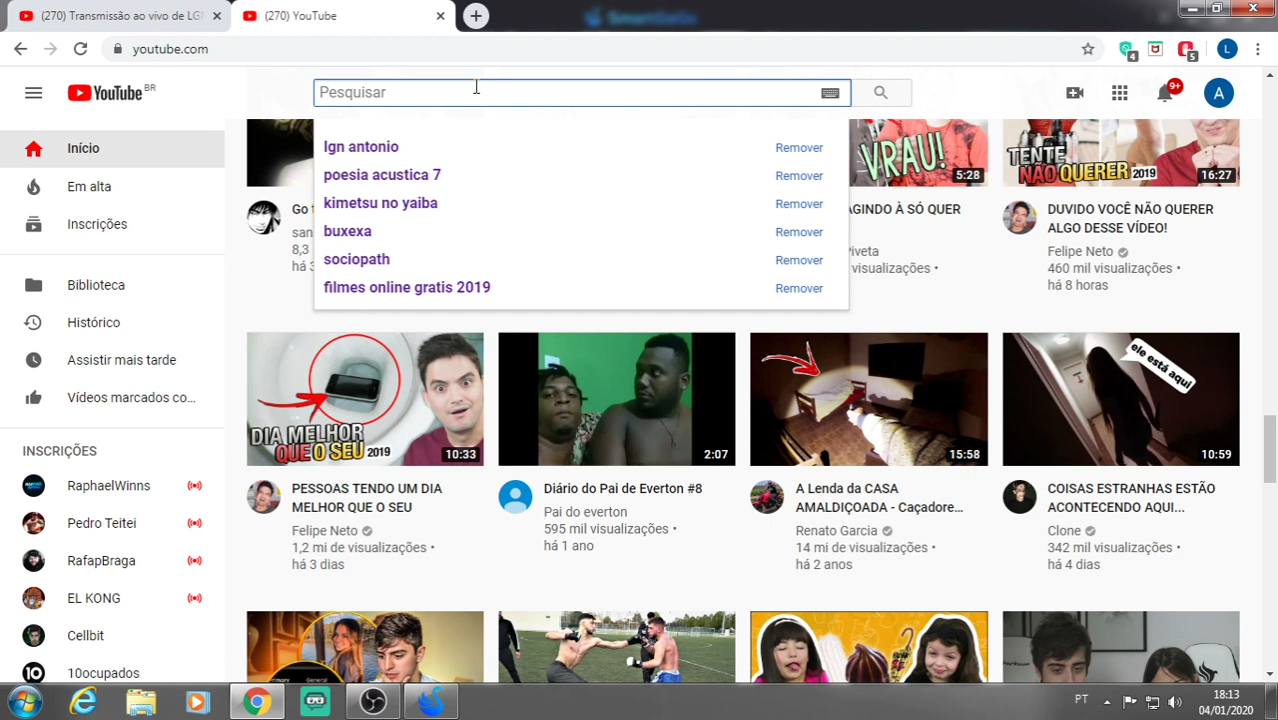 (270) Transmissão ao vivo de LGN
(270) YouTube
SmartGaGa
youtube.com
4
5
L
YouTube BR
Pesquisar
9+
A
Início
Em alta
Inscrições
Biblioteca
Histórico
Assistir mais tarde
Vídeos marcados co...
INSCRIÇÕES
RaphaelWinns
Pedro Teitei
RafapBraga
EL KONG
Cellbit
10ocupados
lgn antonio Remover
poesia acustica 7 Remover
kimetsu no yaiba Remover
buxexa Remover
sociopath Remover
filmes online gratis 2019 Remover
Go
san
8,3
há
VRAU!
5:28
AGINDO À SÓ QUER
Piveta
visualizações •
TENTE
NÃO QUERER 2019
16:27
DUVIDO VOCÊ NÃO QUERER
ALGO DESSE VÍDEO!
Felipe Neto
460 mil visualizações •
há 8 horas
DIA MELHOR
QUE O SEU 2019
10:33
PESSOAS TENDO UM DIA
MELHOR QUE O SEU
Felipe Neto
1,2 mi de visualizações •
há 3 dias
2:07
Diário do Pai de Everton #8
Pai do everton
595 mil visualizações •
há 1 ano
15:58
A Lenda da CASA
AMALDIÇOADA - Caçadore...
Renato Garcia
14 mi de visualizações •
há 2 anos
ele está aqui
10:59
COISAS ESTRANHAS ESTÃO
ACONTECENDO AQUI...
Clone
342 mil visualizações •
há 4 dias
PT
18:13
04/01/2020